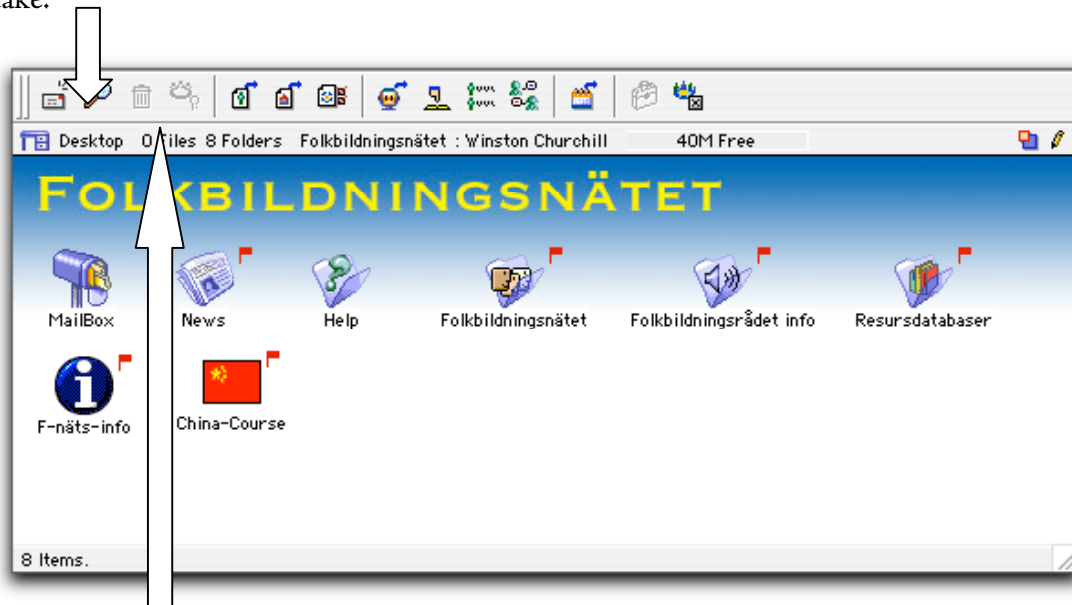 take.
Desktop 0 Files 8 Folders Folkbildningsnätet : Winston Churchill 40M Free
FOLKBILDNINGSNÄTET
MailBox News Help Folkbildningsnätet Folkbildningsrådet info Resursdatabaser
F-näts-info China-Course
8 Items.